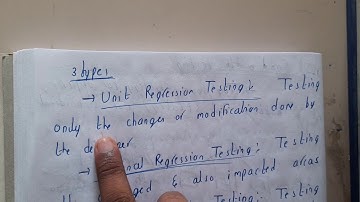 3 types
→ Unit Regression Testing: Testing
only the changes or modification done by
the
→ Regression Testing: Testing
the & also impacted areas
Testing: Testing